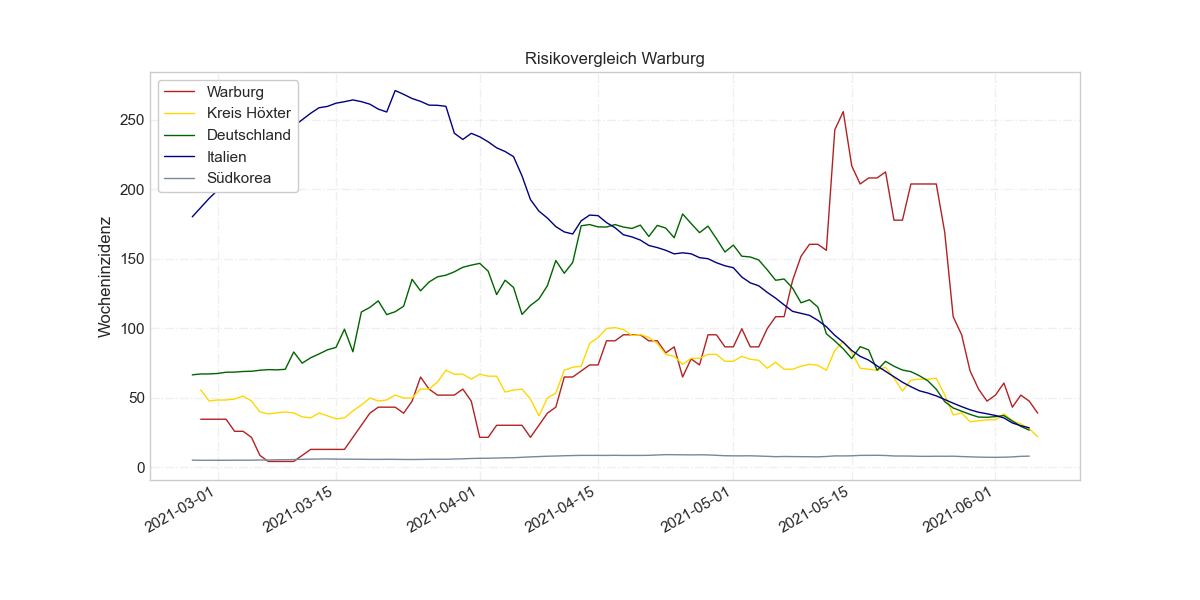 Risikovergleich Warburg
Warburg
Kreis Höxter
Deutschland
Italien
Südkorea
Wocheninzidenz
250
200
150
100
50
0
2021-03-01
2021-03-15
2021-04-01
2021-04-15
2021-05-01
2021-05-15
2021-06-01